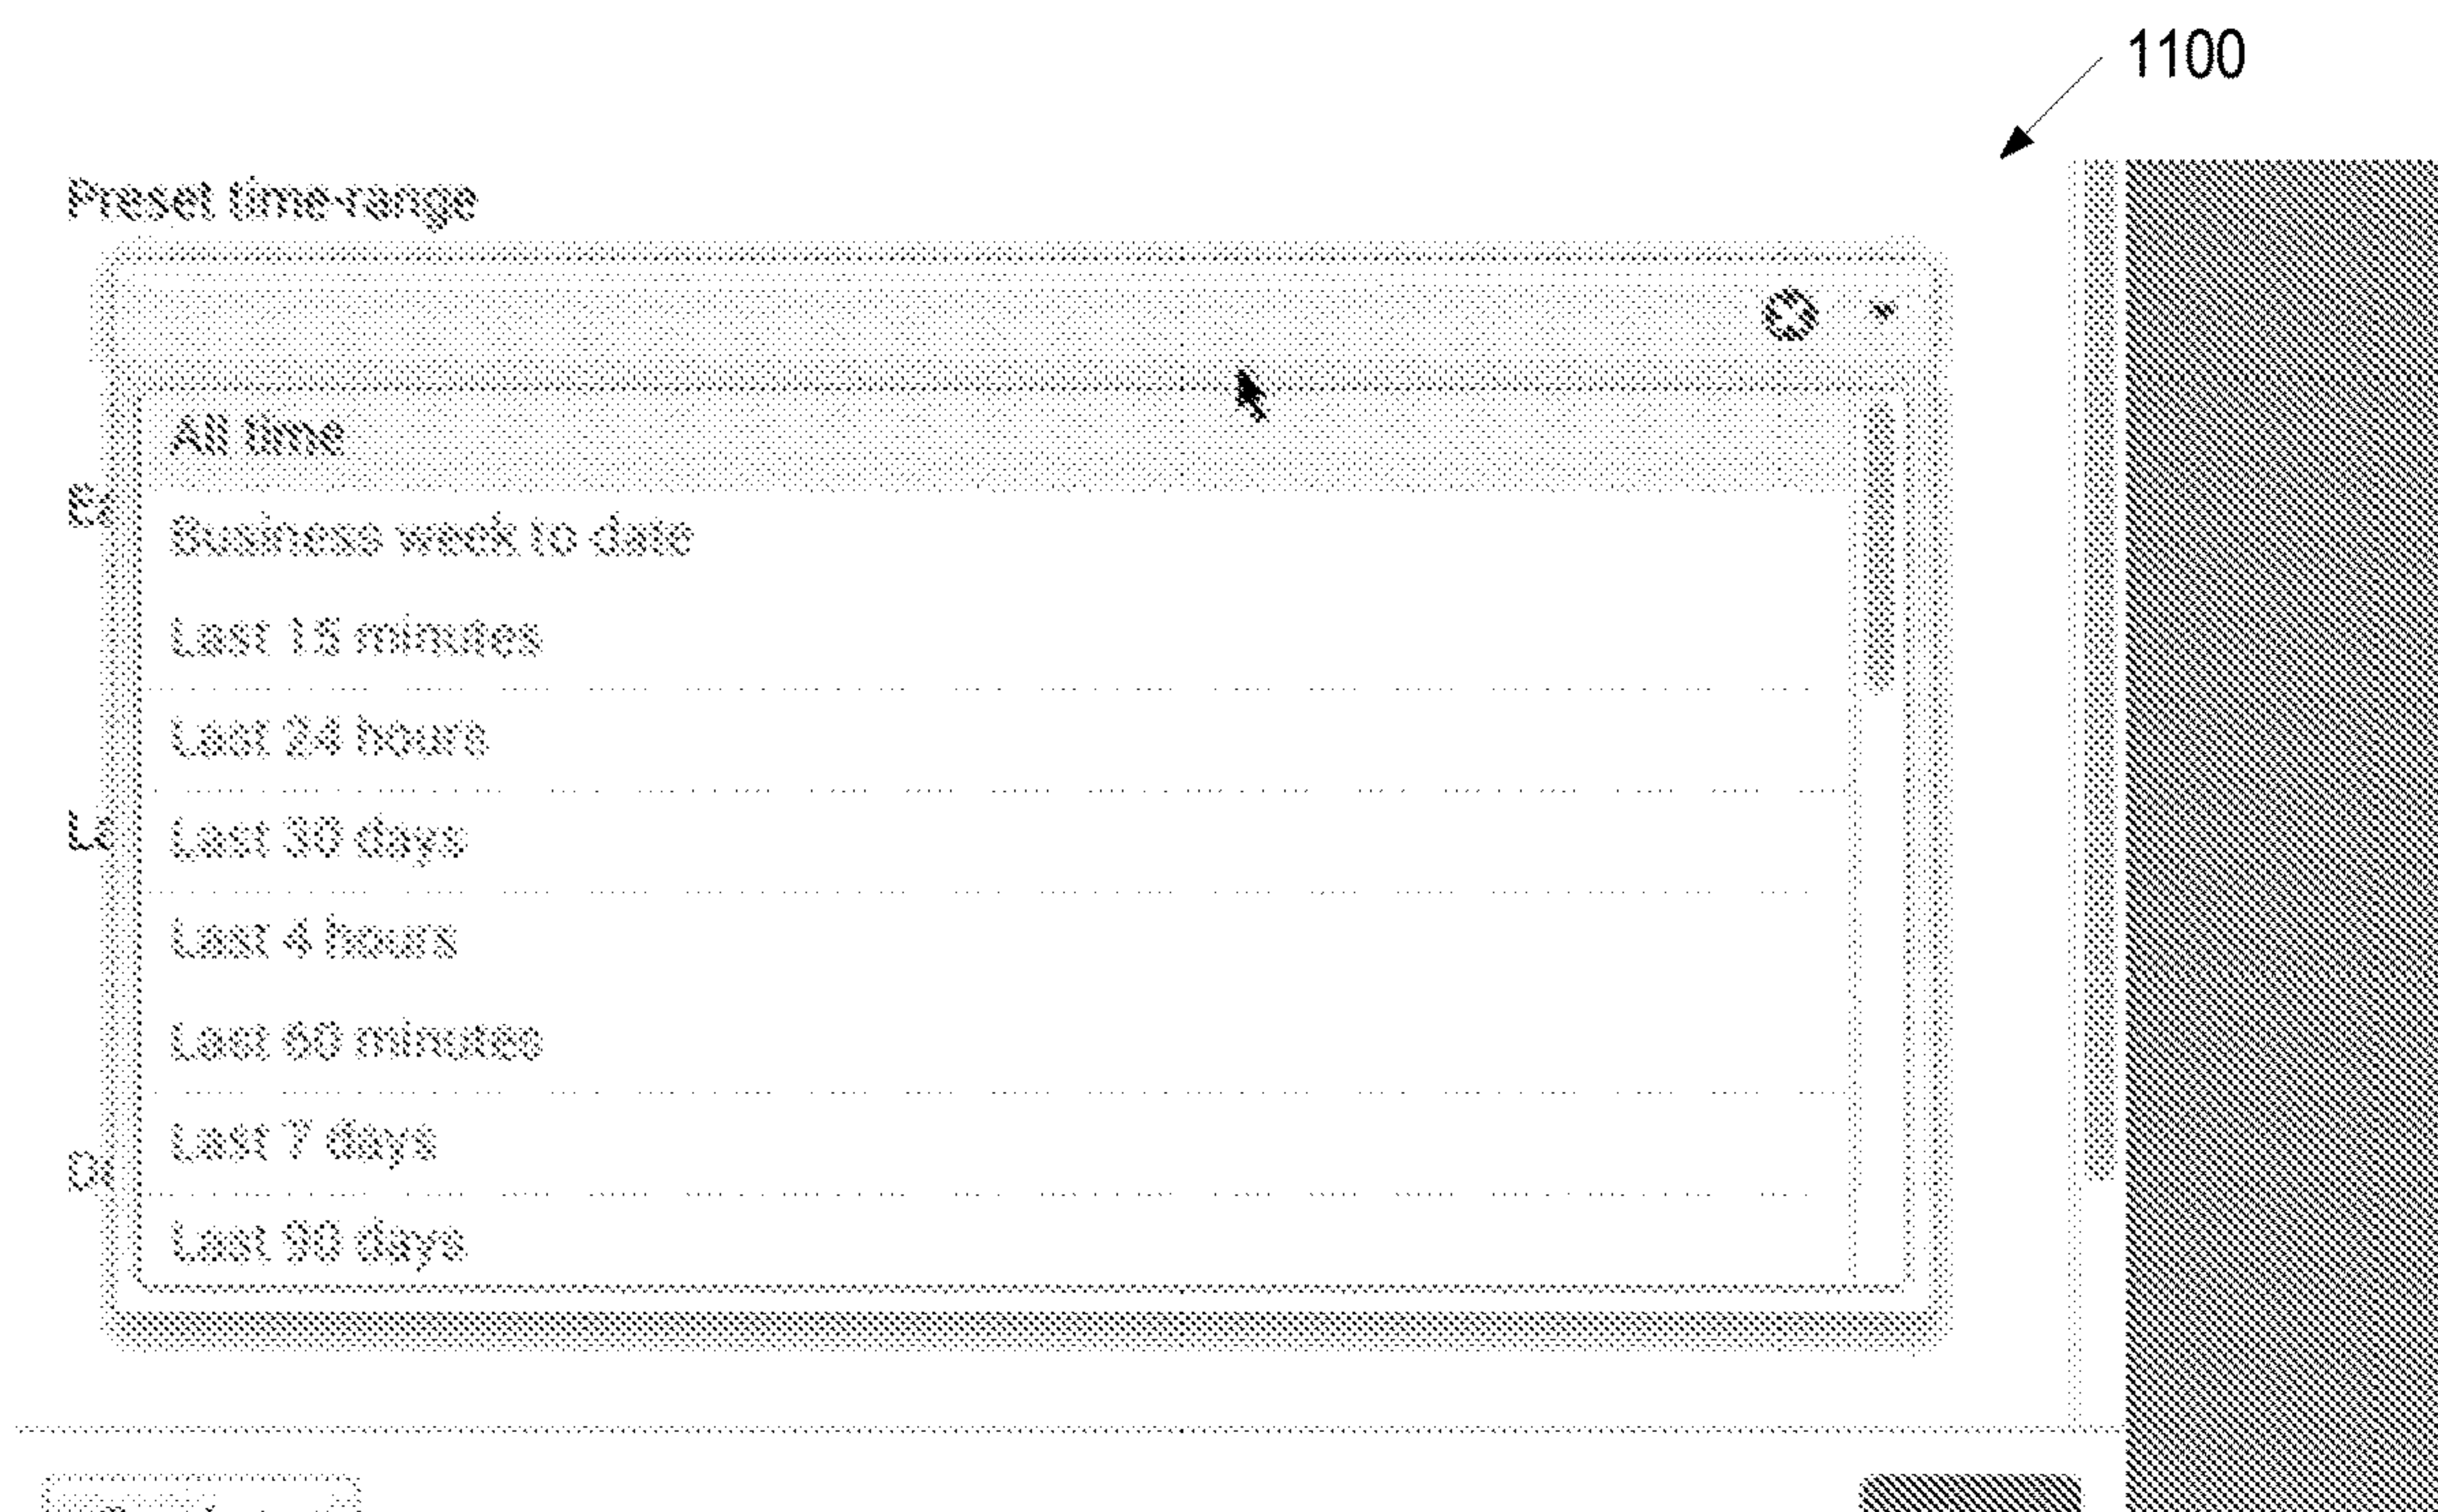 1100
Preset time-range
All time
Business week to date
Last 15 minutes
Last 24 hours
Last 30 days
Last 4 hours
Last 60 minutes
Last 7 days
Last 90 days